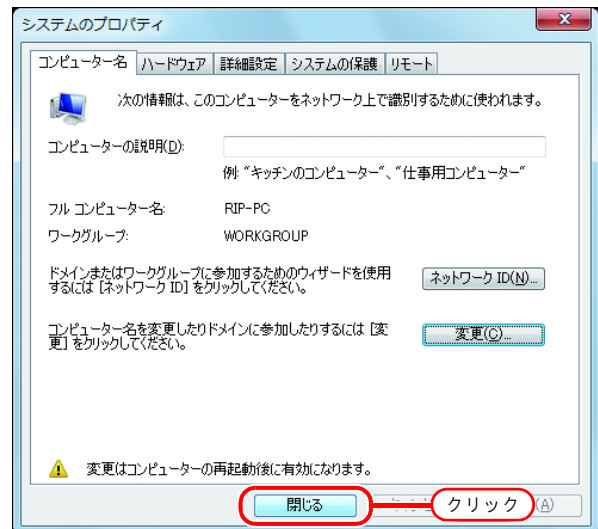 システムのプロパティ
コンピューター名 ハードウェア 詳細設定 システムの保護 リモート
次の情報は、このコンピューターをネットワーク上で識別するために使われます。
コンピューターの説明(D):
例: "キッチンのコンピューター"、"仕事用コンピューター"
フル コンピューター名: RIP-PC
ワークグループ: WORKGROUP
ドメインまたはワークグループに参加するためのウィザードを使用
するには [ネットワーク ID] をクリックしてください。
ネットワーク ID(N)...
コンピューター名を変更したりドメインに参加したりするには [変
更] をクリックしてください。
変更(C)...
変更はコンピューターの再起動後に有効になります。
閉じる クリック (A)